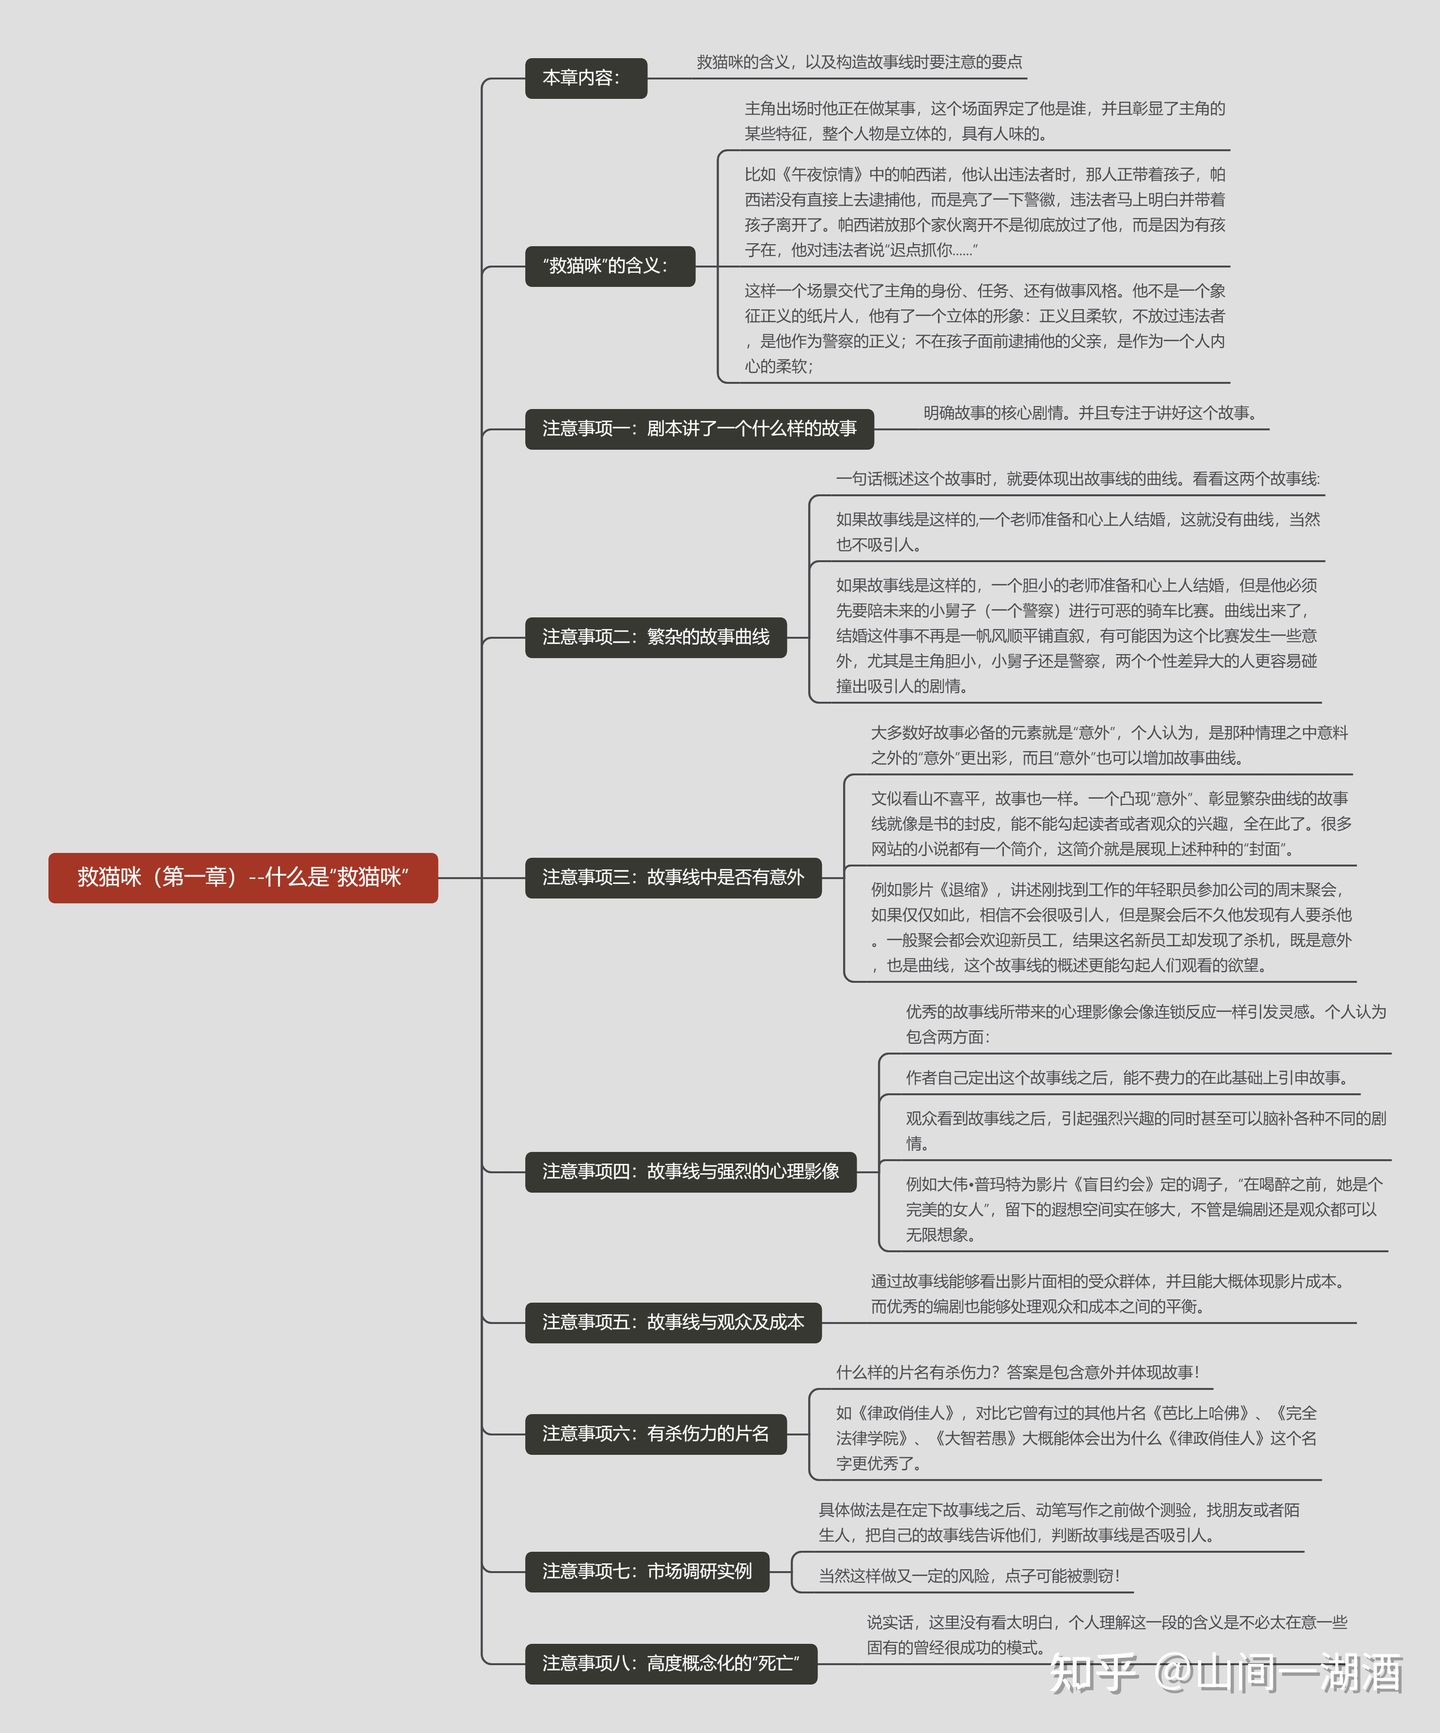 本章内容：
救猫咪的含义，以及构造故事线时要注意的要点
“救猫咪”的含义：
主角出场时他正在做某事，这个场面界定了他是谁，并且彰显了主角的
某些特征，整个人物是立体的，具有人味的。
比如《午夜惊情》中的帕西诺，他认出违法者时，那人正带着孩子，帕
西诺没有直接上去逮捕他，而是亮了一下警徽，违法者马上明白并带着
孩子离开了。帕西诺放那个家伙离开不是彻底放过了他，而是因为有孩
子在，他对违法者说“迟点抓你......”
这样一个场景交代了主角的身份、任务、还有做事风格。他不是一个象
征正义的纸片人，他有了一个立体的形象：正义且柔软，不放过违法者
，是他作为警察的正义；不在孩子面前逮捕他的父亲，是作为一个人内
心的柔软；
注意事项一：剧本讲了一个什么样的故事
明确故事的核心剧情。并且专注于讲好这个故事。
注意事项二：繁杂的故事曲线
一句话概述这个故事时，就要体现出故事线的曲线。看看这两个故事线:
如果故事线是这样的,一个老师准备和心上人结婚，这就没有曲线，当然
也不吸引人。
如果故事线是这样的，一个胆小的老师准备和心上人结婚，但是他必须
先要陪未来的小舅子（一个警察）进行可恶的骑车比赛。曲线出来了，
结婚这件事不再是一帆风顺平铺直叙，有可能因为这个比赛发生一些意
外，尤其是主角胆小，小舅子还是警察，两个个性差异大的人更容易碰
撞出吸引人的剧情。
救猫咪（第一章）--什么是“救猫咪”
注意事项三：故事线中是否有意外
大多数好故事必备的元素就是“意外”，个人认为，是那种情理之中意料
之外的“意外”更出彩，而且“意外”也可以增加故事曲线。
文似看山不喜平，故事也一样。一个凸现“意外”、彰显繁杂曲线的故事
线就像是书的封皮，能不能勾起读者或者观众的兴趣，全在此了。很多
网站的小说都有一个简介，这简介就是展现上述种种的“封面”。
例如影片《退缩》，讲述刚找到工作的年轻职员参加公司的周末聚会，
如果仅仅如此，相信不会很吸引人，但是聚会后不久他发现有人要杀他
。一般聚会都会欢迎新员工，结果这名新员工却发现了杀机，既是意外
，也是曲线，这个故事线的概述更能勾起人们观看的欲望。
注意事项四：故事线与强烈的心理影像
优秀的故事线所带来的心理影像会像连锁反应一样引发灵感。个人认为
包含两方面：
作者自己定出这个故事线之后，能不费力的在此基础上引申故事。
观众看到故事线之后，引起强烈兴趣的同时甚至可以脑补各种不同的剧
情。
例如大伟•普玛特为影片《盲目约会》定的调子，“在喝醉之前，她是个
完美的女人”，留下的遐想空间实在够大，不管是编剧还是观众都可以
无限想象。
注意事项五：故事线与观众及成本
通过故事线能够看出影片面相的受众群体，并且能大概体现影片成本。
而优秀的编剧也能够处理观众和成本之间的平衡。
注意事项六：有杀伤力的片名
什么样的片名有杀伤力？答案是包含意外并体现故事！
如《律政俏佳人》，对比它曾有过的其他片名《芭比上哈佛》、《完全
法律学院》、《大智若愚》大概能体会出为什么《律政俏佳人》这个名
字更优秀了。
注意事项七：市场调研实例
具体做法是在定下故事线之后、动笔写作之前做个测验，找朋友或者陌
生人，把自己的故事线告诉他们，判断故事线是否吸引人。
当然这样做又一定的风险，点子可能被剽窃！
注意事项八：高度概念化的“死亡”
说实话，这里没有看太明白，个人理解这一段的含义是不必太在意一些
固有的曾经很成功的模式。
知乎 @山间一湖酒